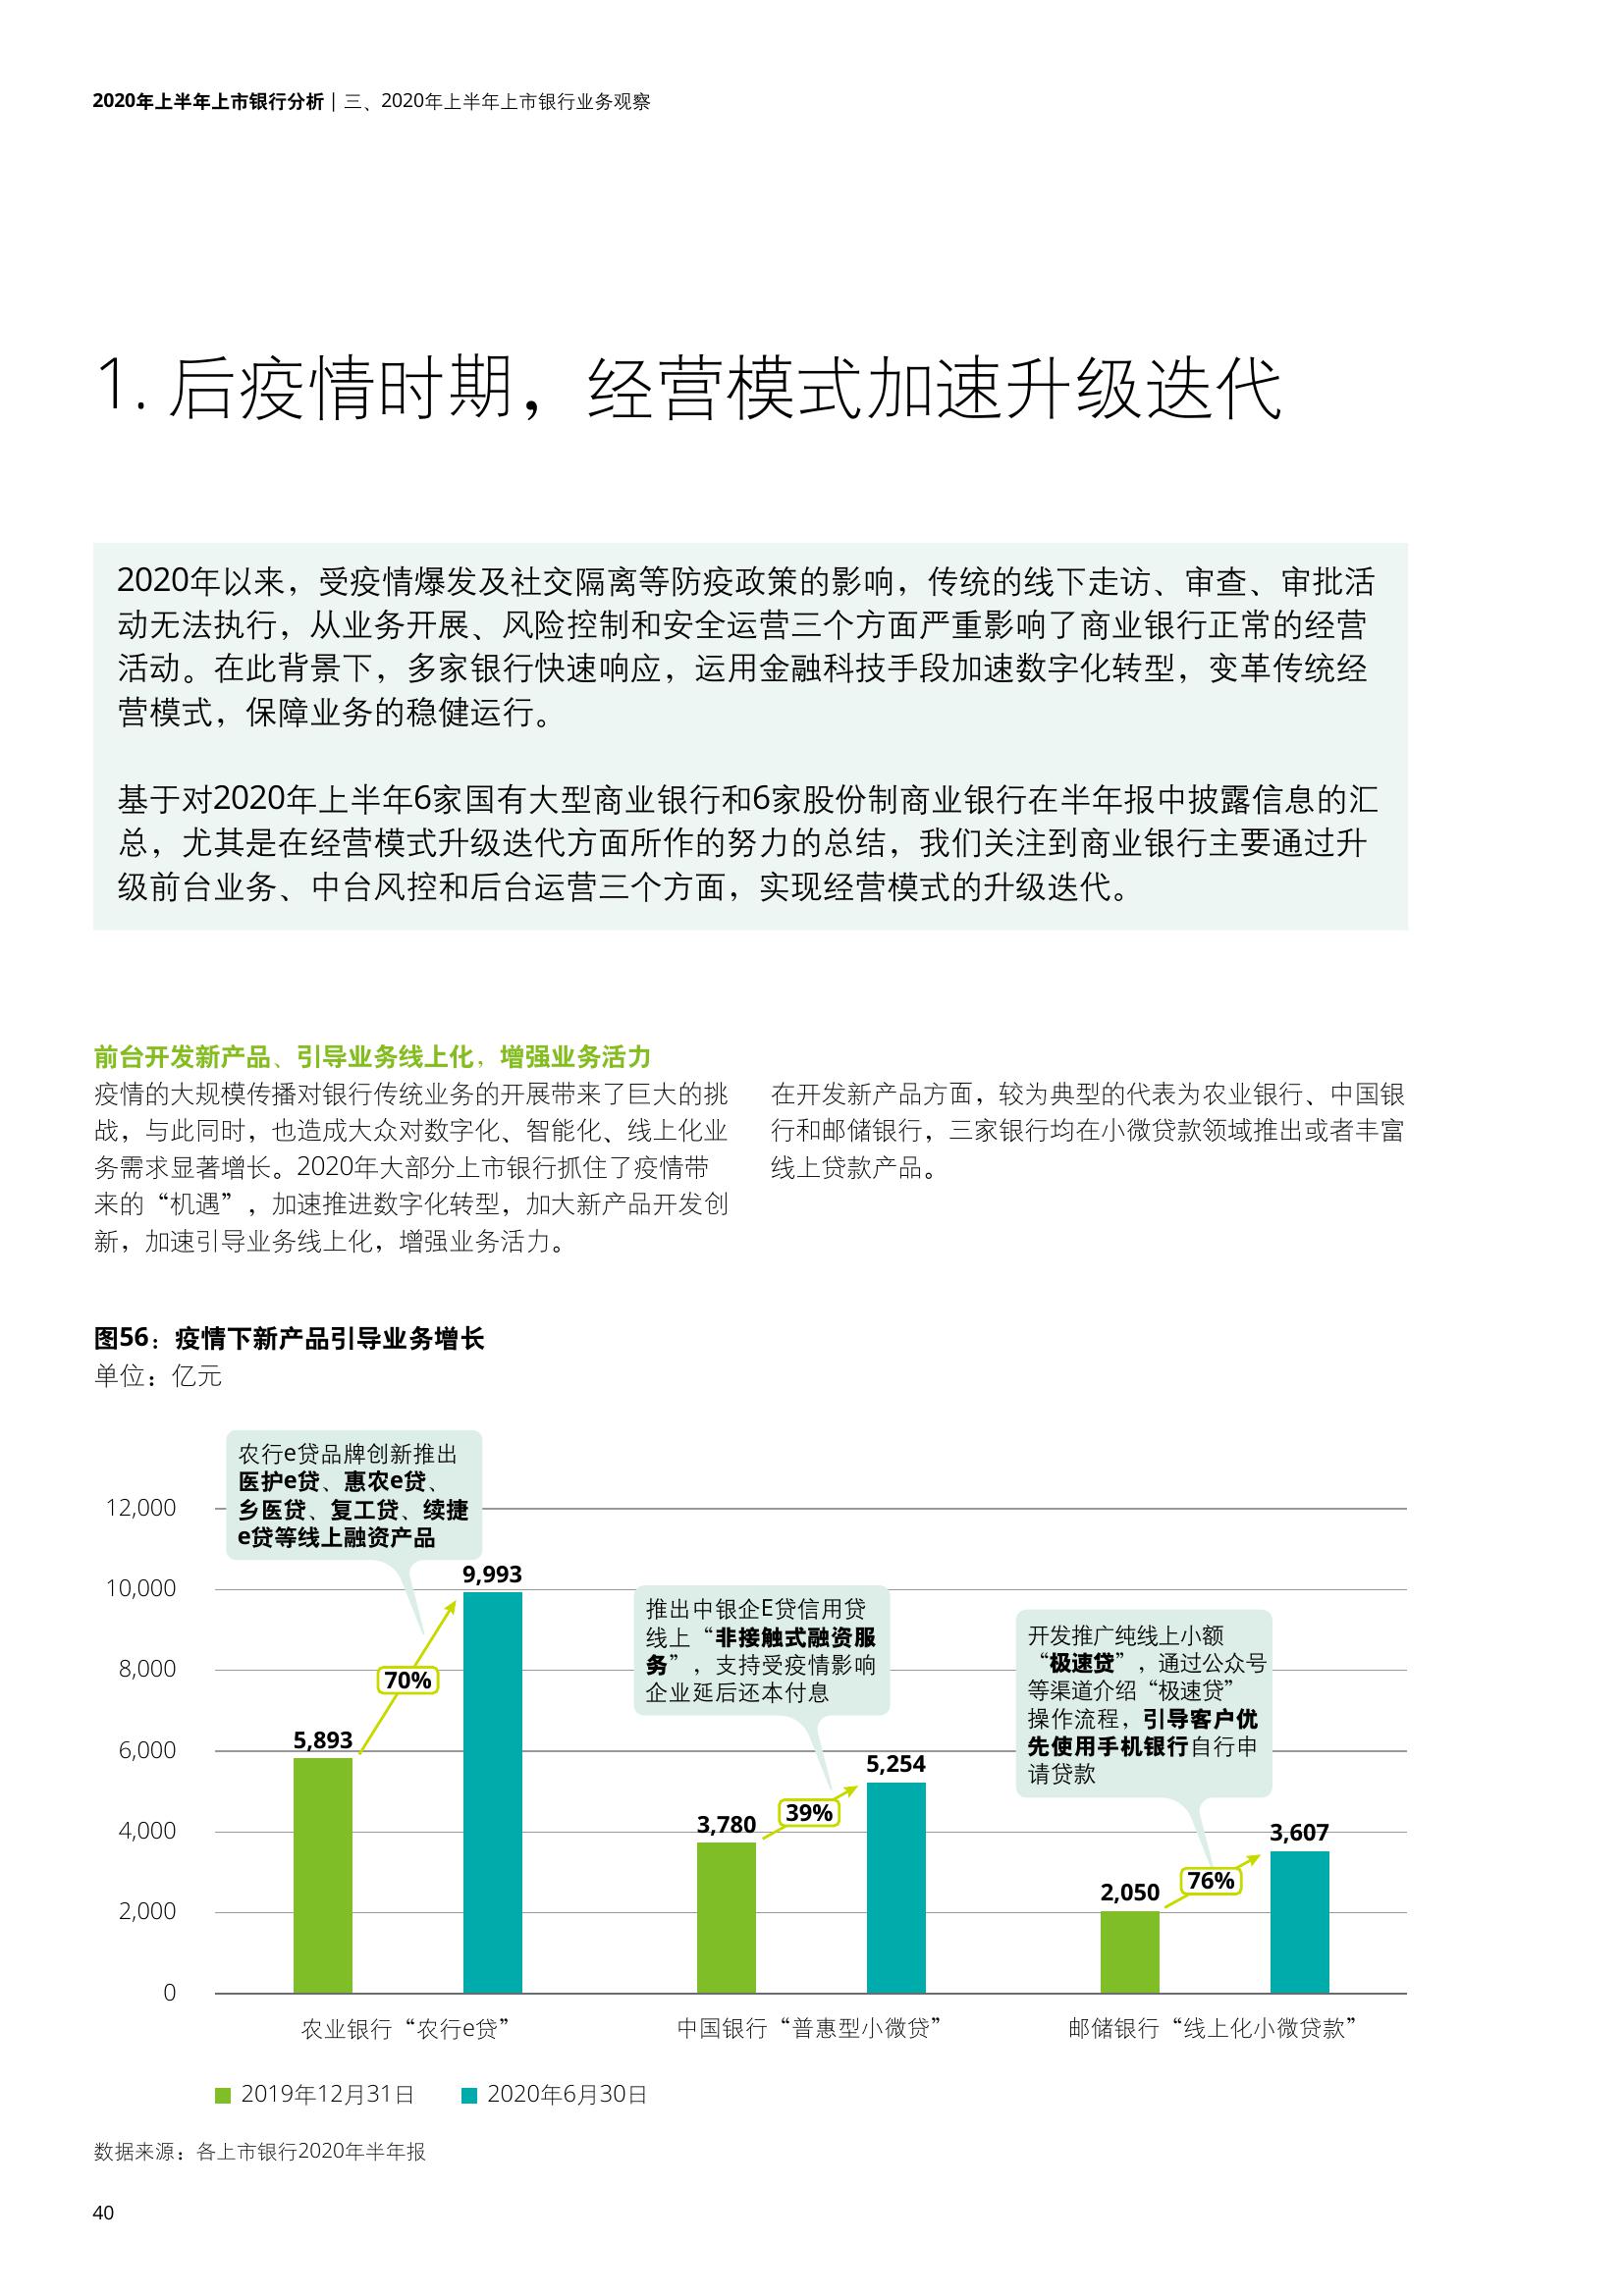 2020年上半年上市银行分析 | 三、2020年上半年上市银行业务观察
1. 后疫情时期，经营模式加速升级迭代
2020年以来，受疫情爆发及社交隔离等防疫政策的影响，传统的线下走访、审查、审批活
动无法执行，从业务开展、风险控制和安全运营三个方面严重影响了商业银行正常的经营
活动。在此背景下，多家银行快速响应，运用金融科技手段加速数字化转型，变革传统经
营模式，保障业务的稳健运行。
基于对2020年上半年6家国有大型商业银行和6家股份制商业银行在半年报中披露信息的汇
总，尤其是在经营模式升级迭代方面所作的努力的总结，我们关注到商业银行主要通过升
级前台业务、中台风控和后台运营三个方面，实现经营模式的升级迭代。
前台开发新产品、引导业务线上化，增强业务活力
疫情的大规模传播对银行传统业务的开展带来了巨大的挑
战，与此同时，也造成大众对数字化、智能化、线上化业
务需求显著增长。2020年大部分上市银行抓住了疫情带
来的“机遇”，加速推进数字化转型，加大新产品开发创
新，加速引导业务线上化，增强业务活力。
在开发新产品方面，较为典型的代表为农业银行、中国银
行和邮储银行，三家银行均在小微贷款领域推出或者丰富
线上贷款产品。
图56：疫情下新产品引导业务增长
单位：亿元
农行e贷品牌创新推出
医护e贷、惠农e贷、
乡医贷、复工贷、续捷
e贷等线上融资产品
推出中银企E贷信用贷
线上“非接触式融资服
务”，支持受疫情影响
企业延后还本付息
开发推广纯线上小额
“极速贷”，通过公众号
等渠道介绍“极速贷”
操作流程，引导客户优
先使用手机银行自行申
请贷款
12,000
10,000
8,000
6,000
4,000
2,000
0
5,893
70%
9,993
3,780
39%
5,254
2,050
76%
3,607
农业银行“农行e贷”
中国银行“普惠型小微贷”
邮储银行“线上化小微贷款”
2019年12月31日
2020年6月30日
数据来源：各上市银行2020年半年报
40